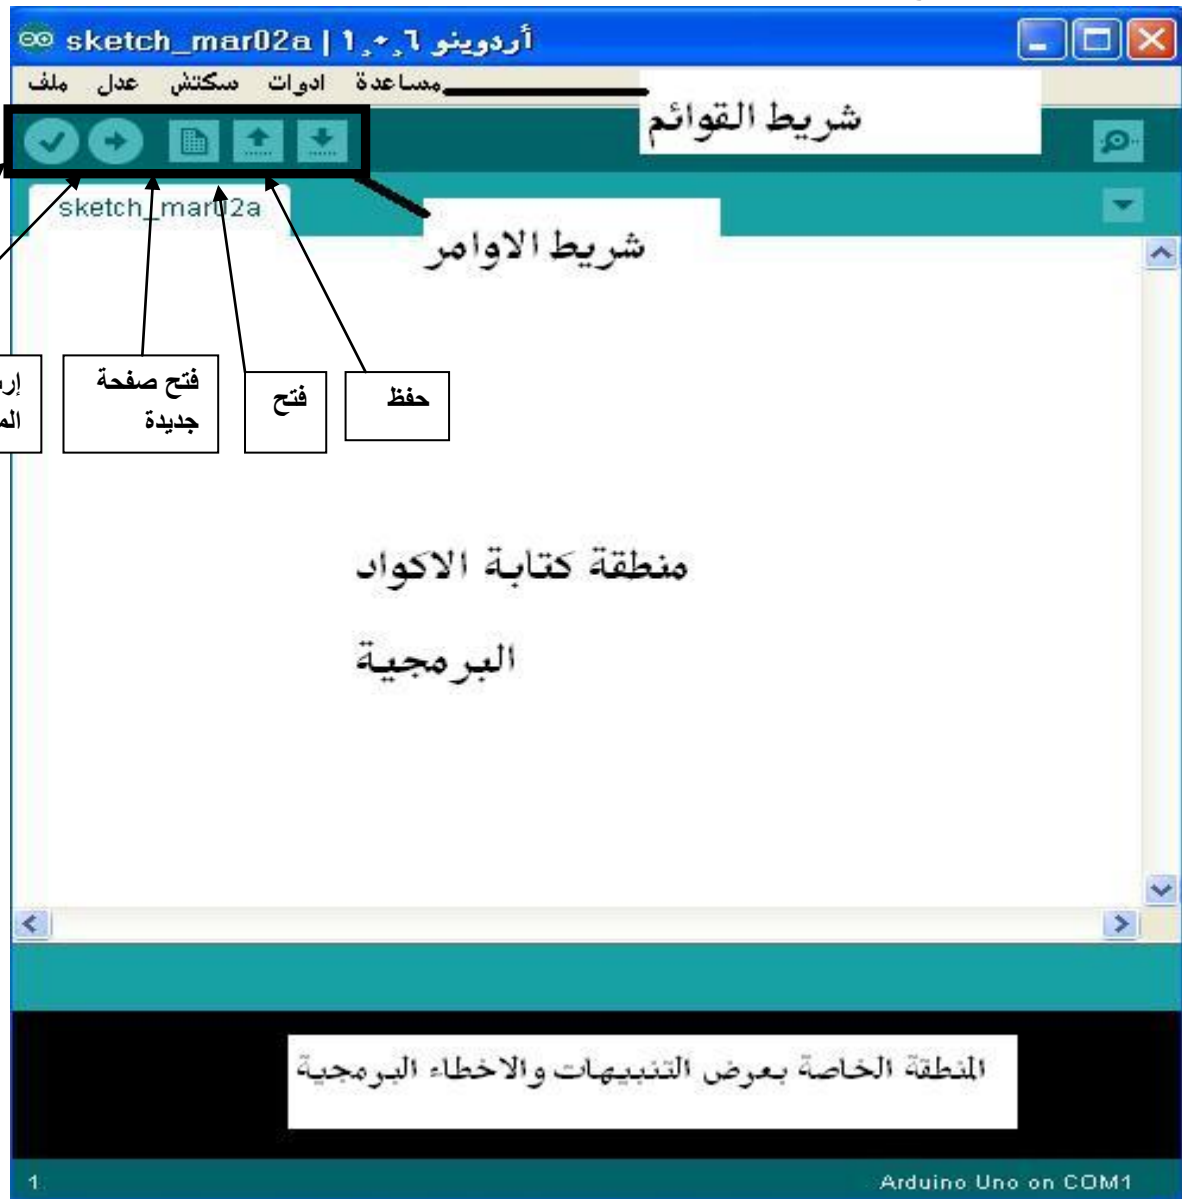 sketch_mar02a | أردوينو ١٫٠٫٦
ملف عدل سكتش ادوات مساعدة
شريط القوائم
sketch_mar02a
شريط الاوامر
فتح صفحة
جديدة
فتح
حفظ
منطقة كتابة الاكواد
البرمجية
المنطقة الخاصة بعرض التنبيهات والاخطاء البرمجية
1
Arduino Uno on COM1